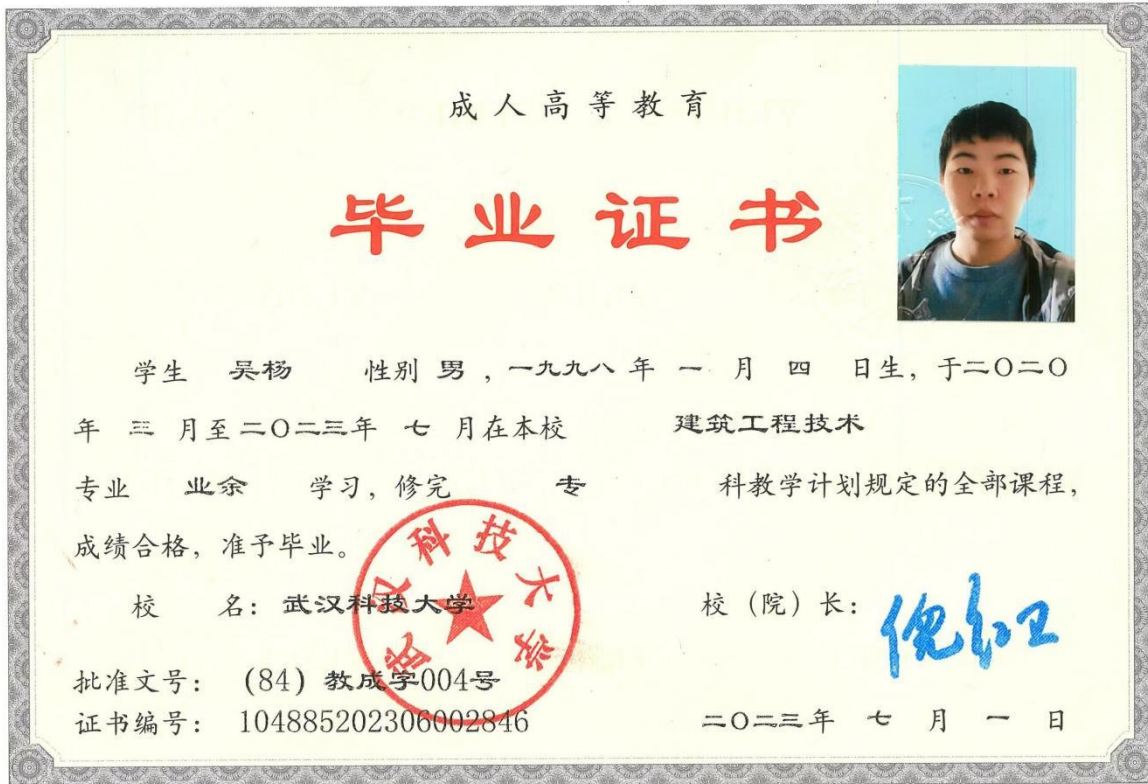 成人高等教育
毕业证书
学生 吴杨 性别 男 ，一九九八 年 一 月 四 日生，于二〇二〇
年 三 月至二〇二三年 七 月在本校 建筑工程技术
专业 业余 学习，修完 专 科教学计划规定的全部课程，
成绩合格，准予毕业。
校 名：武汉科技大学
校（院）长：倪红卫
武汉科技大学
批准文号：(84) 教成字004号
证书编号：104885202306002846
二〇二三年 七 月 一 日